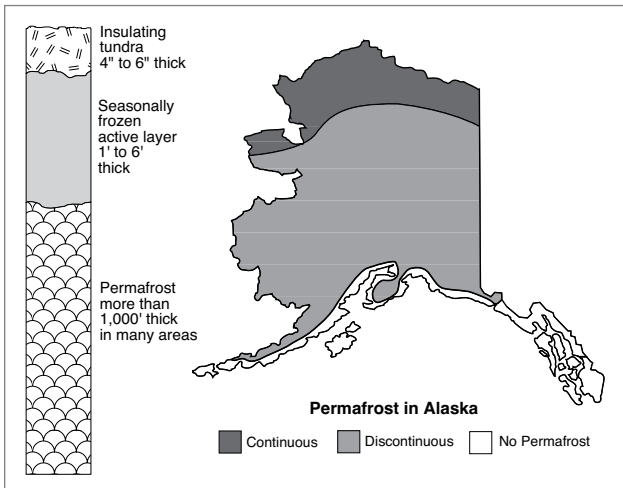 Insulating
tundra
4" to 6" thick
Seasonally
frozen
active layer
1' to 6'
thick
Permafrost
more than
1,000' thick
in many areas
Permafrost in Alaska
Continuous
Discontinuous
No Permafrost